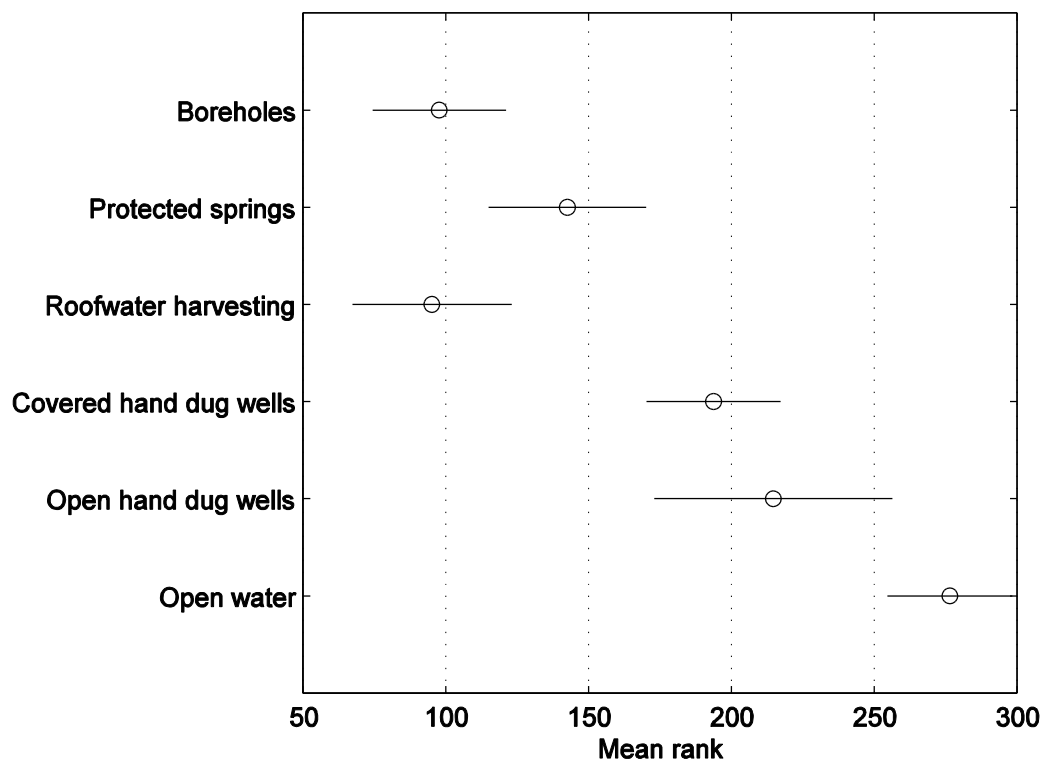 Boreholes
Protected springs
Roofwater harvesting
Covered hand dug wells
Open hand dug wells
Open water
50 100 150 200 250 300
Mean rank